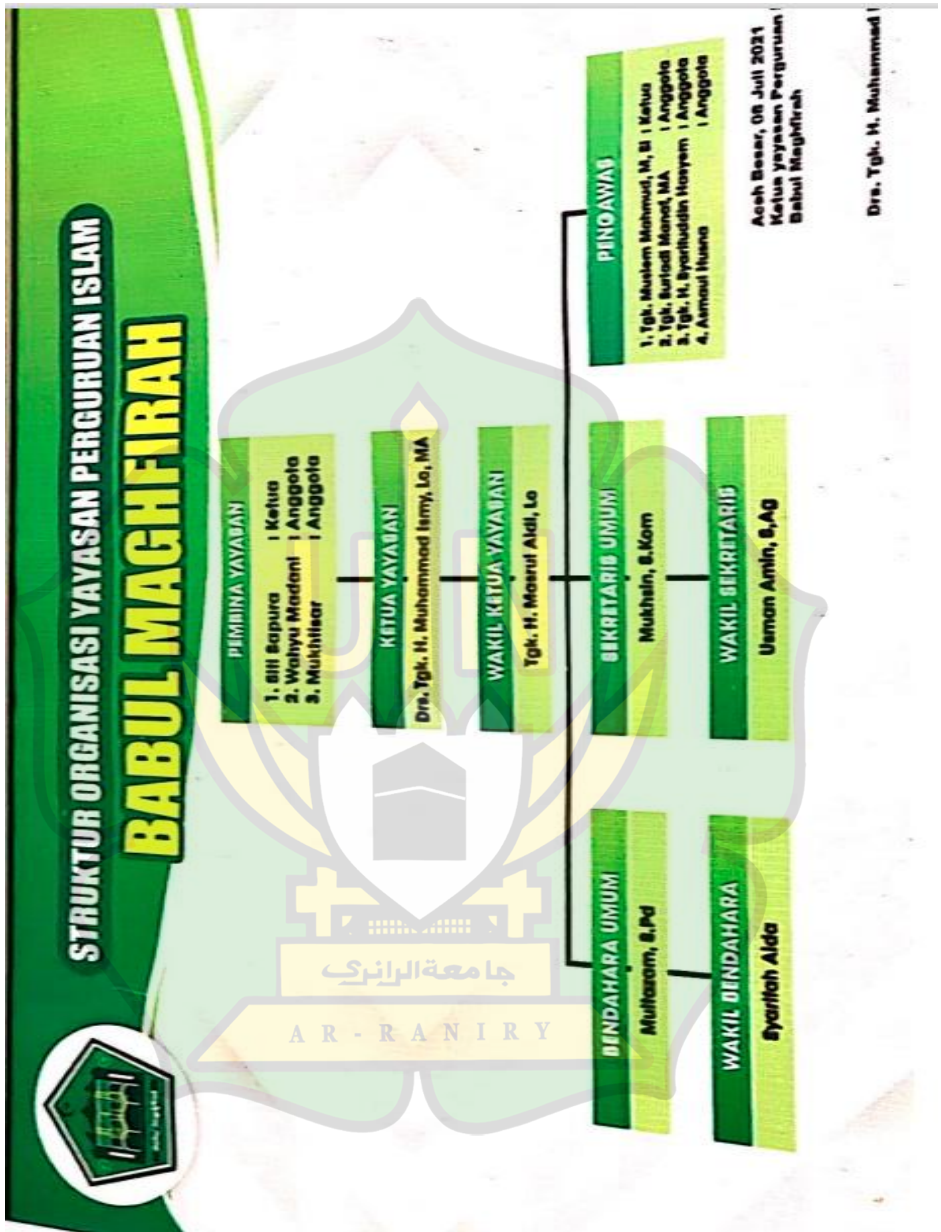 STRUKTUR ORGANISASI YAYASAN PERGURUAN ISLAM
BABUL MAGHFIRAH
PEMBINA YAYASAN
1. Siti Sapura : Ketua
2. Wahyu Madani : Anggota
3. Mukhlisar : Anggota
KETUA YAYASAN
Drs. Tgk. H. Muhammad Ismy, Lc, MA
WAKIL KETUA YAYASAN
Tgk. H. Masrul Aidi, Lc
BENDAHARA UMUM
Multazam, S.Pd
SEKRETARIS UMUM
Mukhsin, S.Kom
PENGAWAS
1. Tgk. Muslem Mahmud, M, Si : Ketua
2. Tgk. Suriadi Manaf, MA : Anggota
3. Tgk. H. Syarifuddin Hasyem : Anggota
4. Asmaul Husna : Anggota
WAKIL BENDAHARA
Syarifah Aida
WAKIL SEKRETARIS
Usman Amin, S,Ag
Aceh Besar, 08 Juli 2021
Ketua yayasan Perguruan
Babul Maghfirah
Drs. Tgk. H. Muhammad
جامعة الرانري
AR-RANIRY